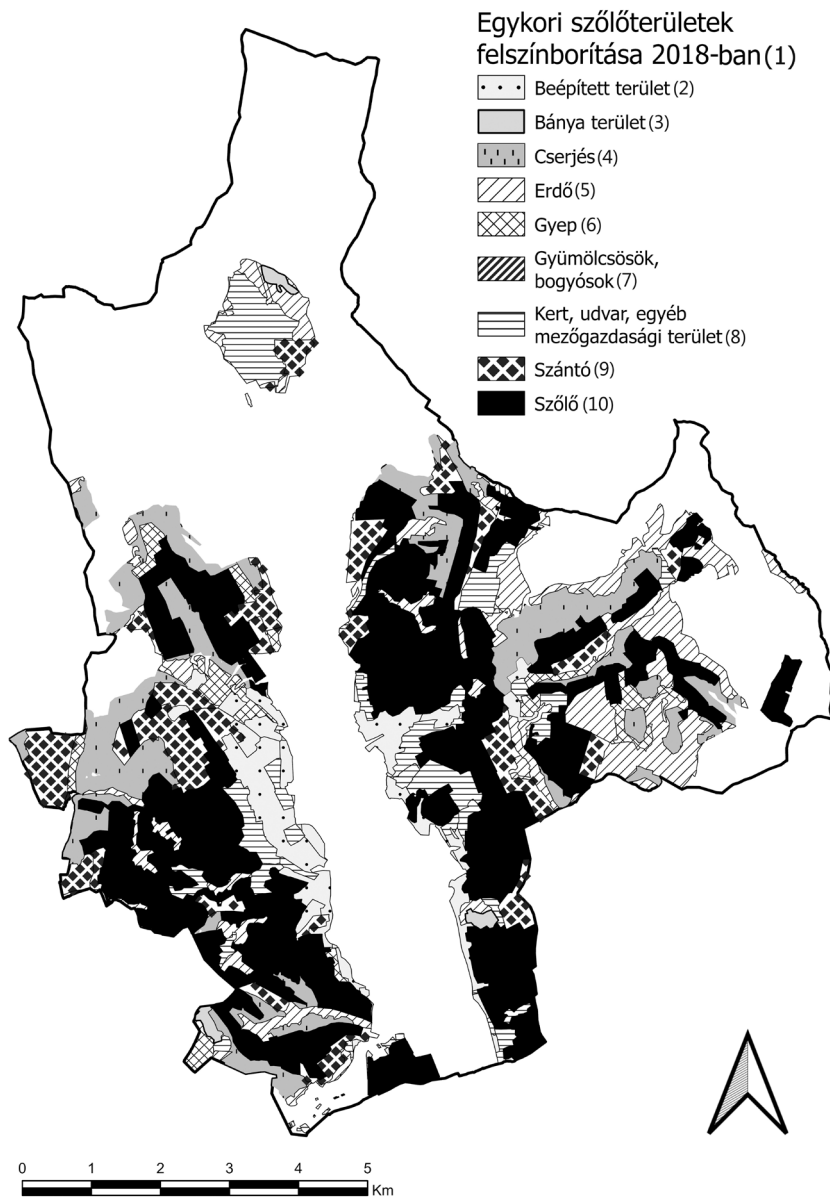 Egykori szőlőterületek
felszínborítása 2018-ban (1)
Beépített terület (2)
Bánya terület (3)
Cserjés (4)
Erdő (5)
Gyep (6)
Gyümölcsösök,
bogyósok (7)
Kert, udvar, egyéb
mezőgazdasági terület (8)
Szántó (9)
Szőlő (10)
0 1 2 3 4 5
Km